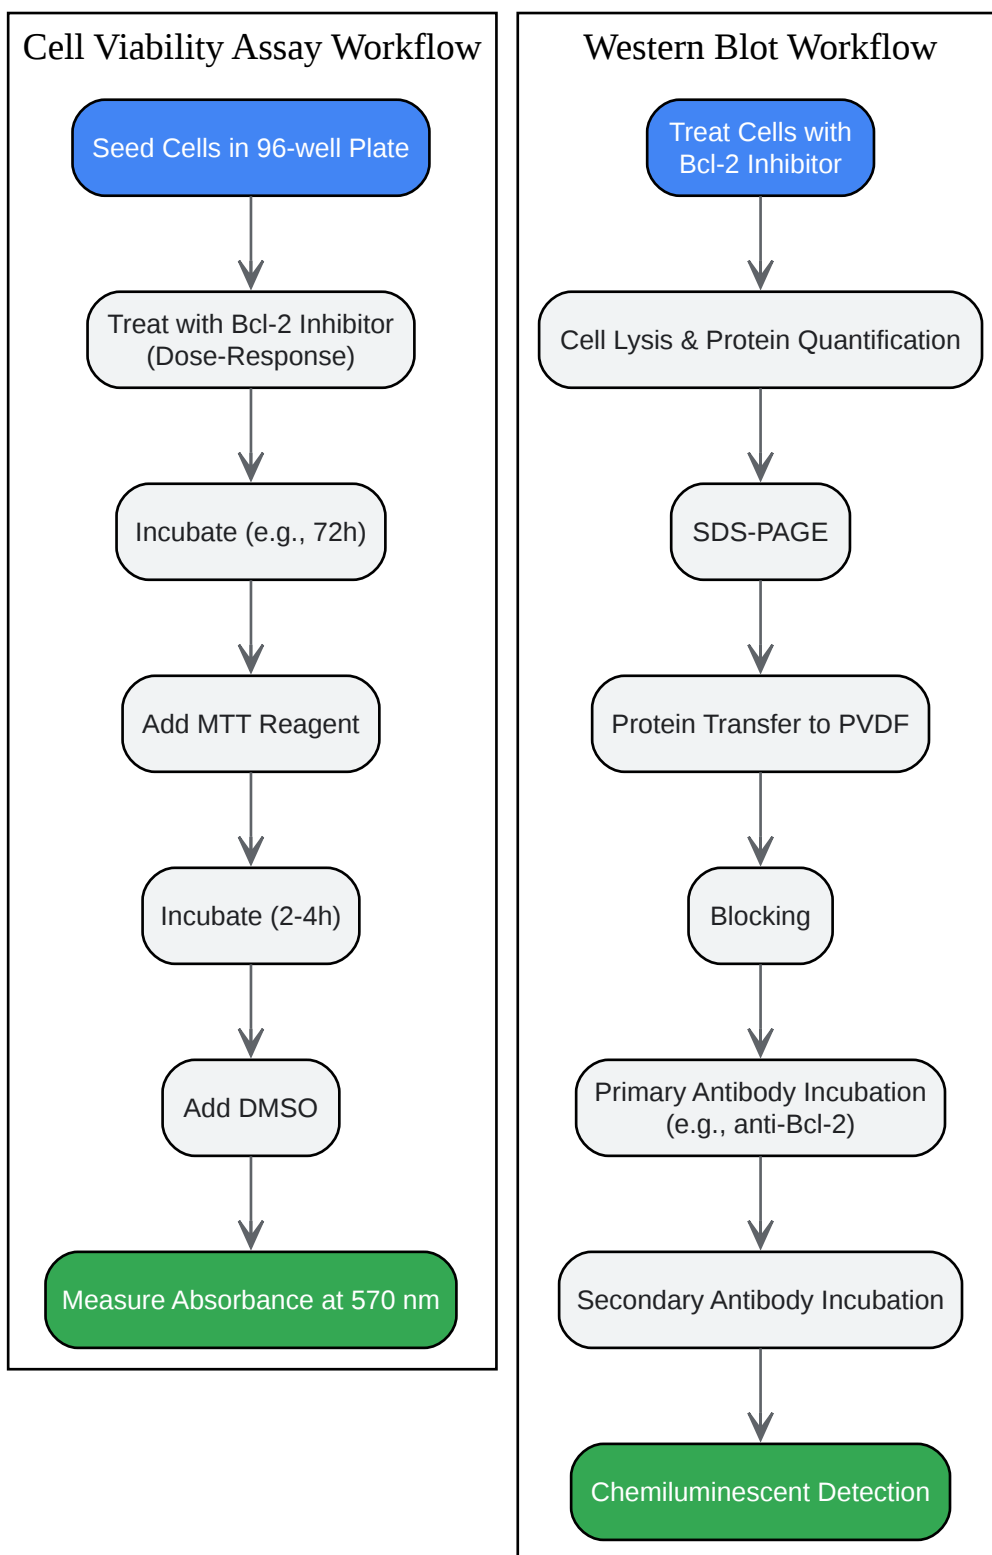 Cell Viability Assay Workflow
Seed Cells in 96-well Plate
Treat with Bcl-2 Inhibitor
(Dose-Response)
Incubate (e.g., 72h)
Add MTT Reagent
Incubate (2-4h)
Add DMSO
Measure Absorbance at 570 nm
Western Blot Workflow
Treat Cells with
Bcl-2 Inhibitor
Cell Lysis & Protein Quantification
SDS-PAGE
Protein Transfer to PVDF
Blocking
Primary Antibody Incubation
(e.g., anti-Bcl-2)
Secondary Antibody Incubation
Chemiluminescent Detection